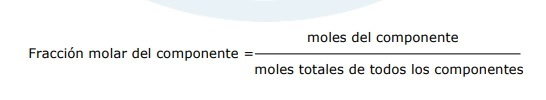 moles del componente
Fracción molar del componente =
moles totales de todos los componentes